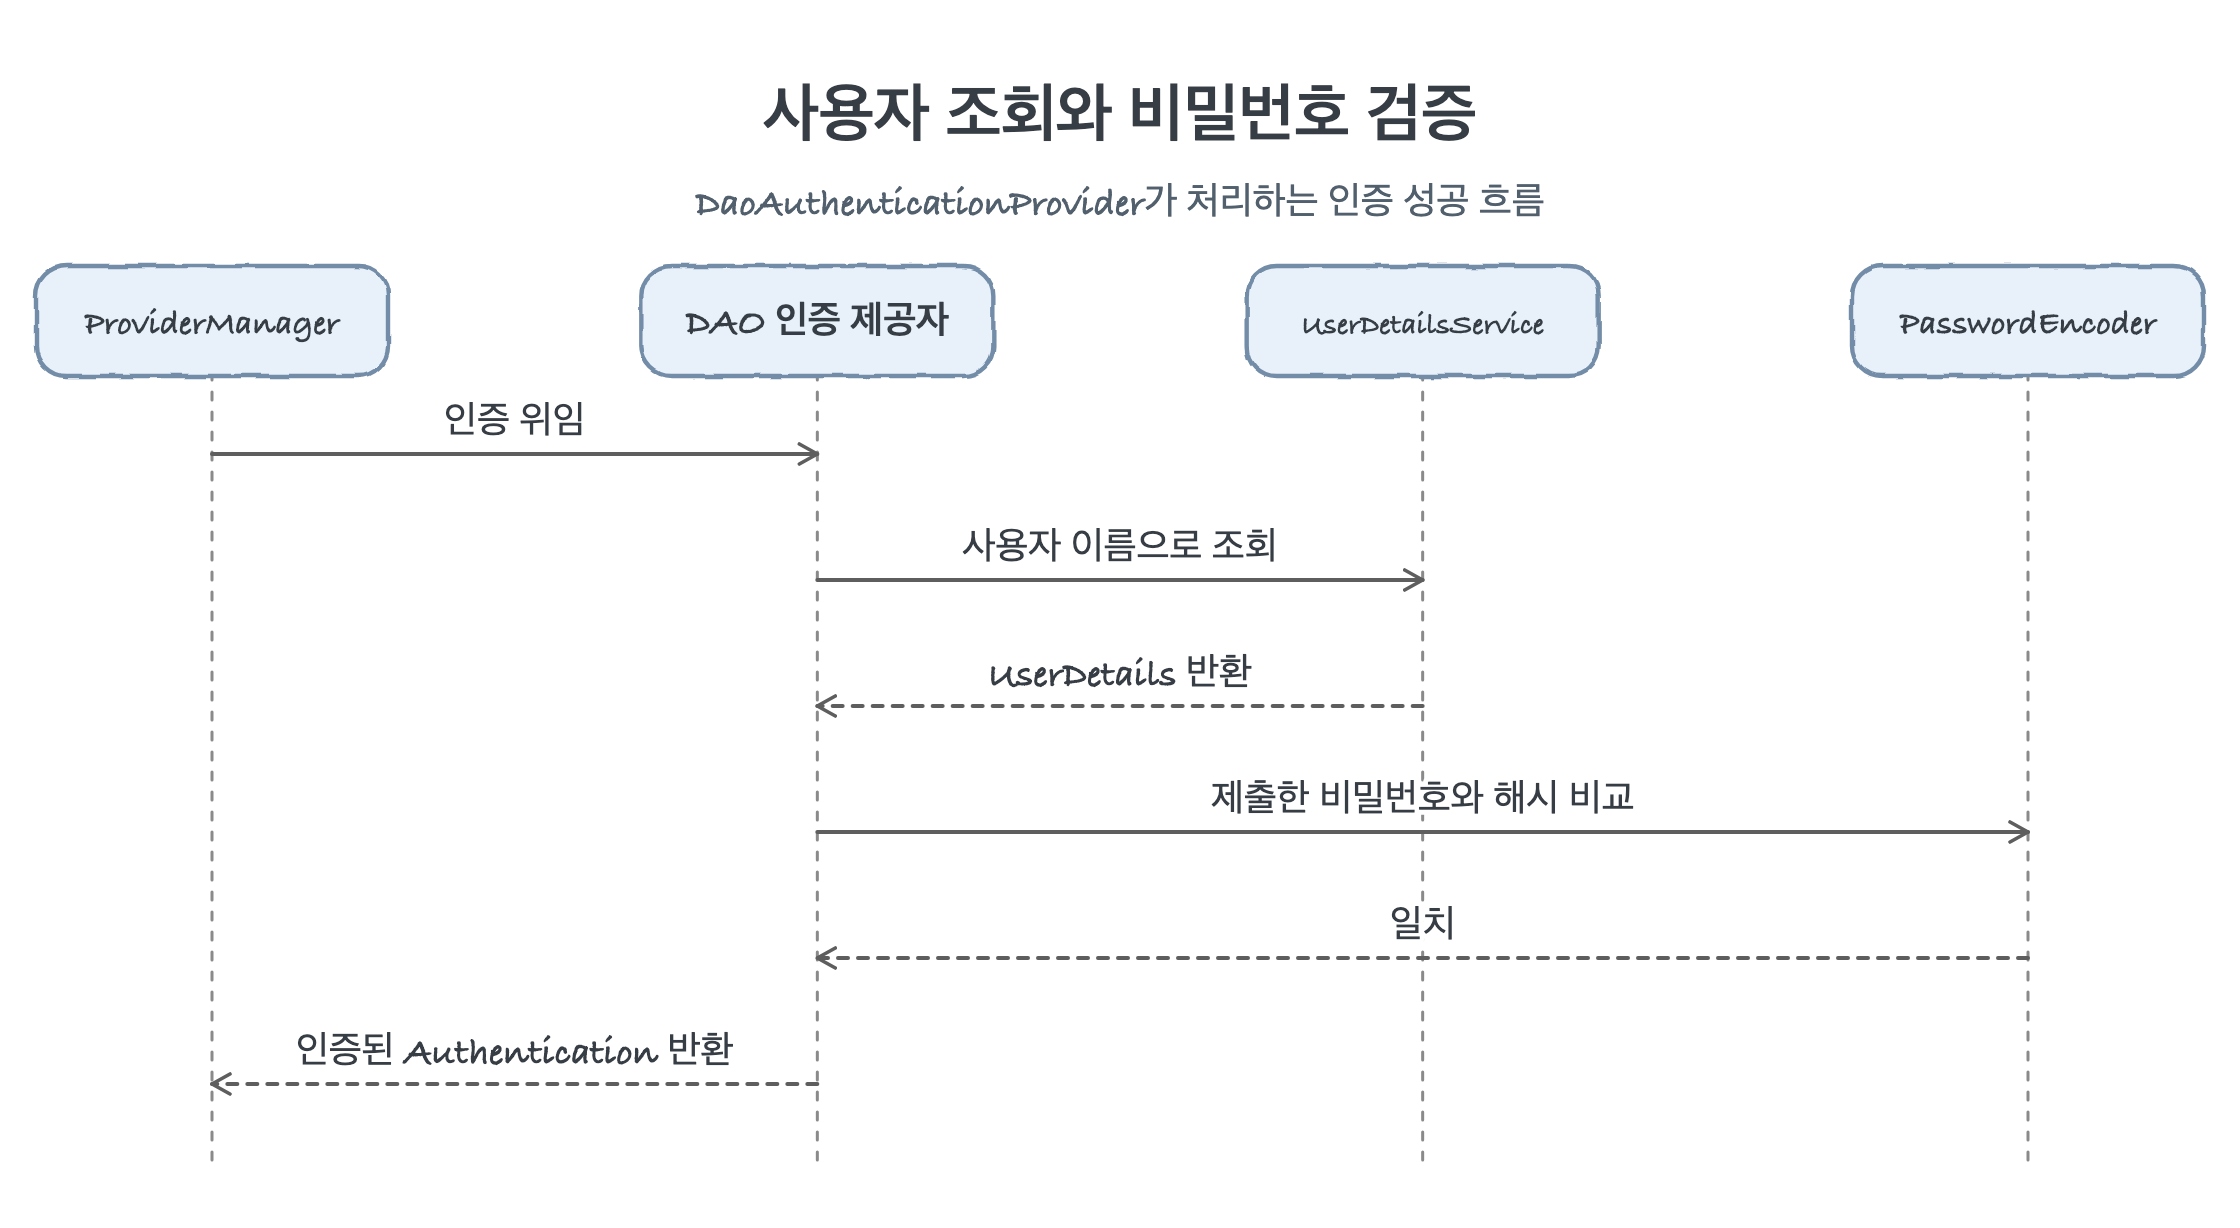 사용자 조회와 비밀번호 검증
DaoAuthenticationProvider가 처리하는 인증 성공 흐름
ProviderManager
DAO 인증 제공자
UserDetailsService
PasswordEncoder
인증 위임
사용자 이름으로 조회
UserDetails 반환
제출한 비밀번호와 해시 비교
일치
인증된 Authentication 반환